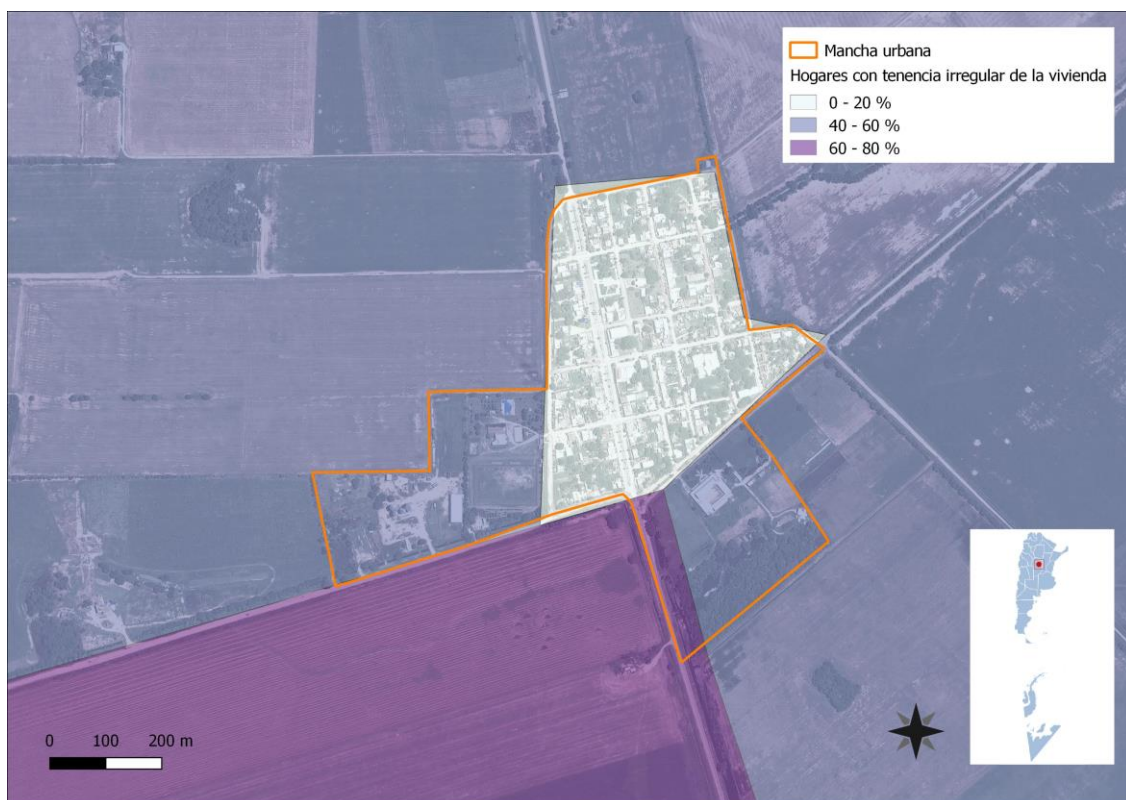 Mancha urbana
Hogares con tenencia irregular de la vivienda
0 - 20 %
40 - 60 %
60 - 80 %
0 100 200 m